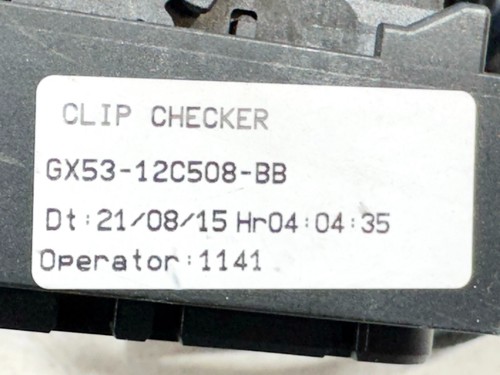 CLIP CHECKER
GX53-12C508-BB
Dt:21/08/15 Hr04:04:35
Operator:1141